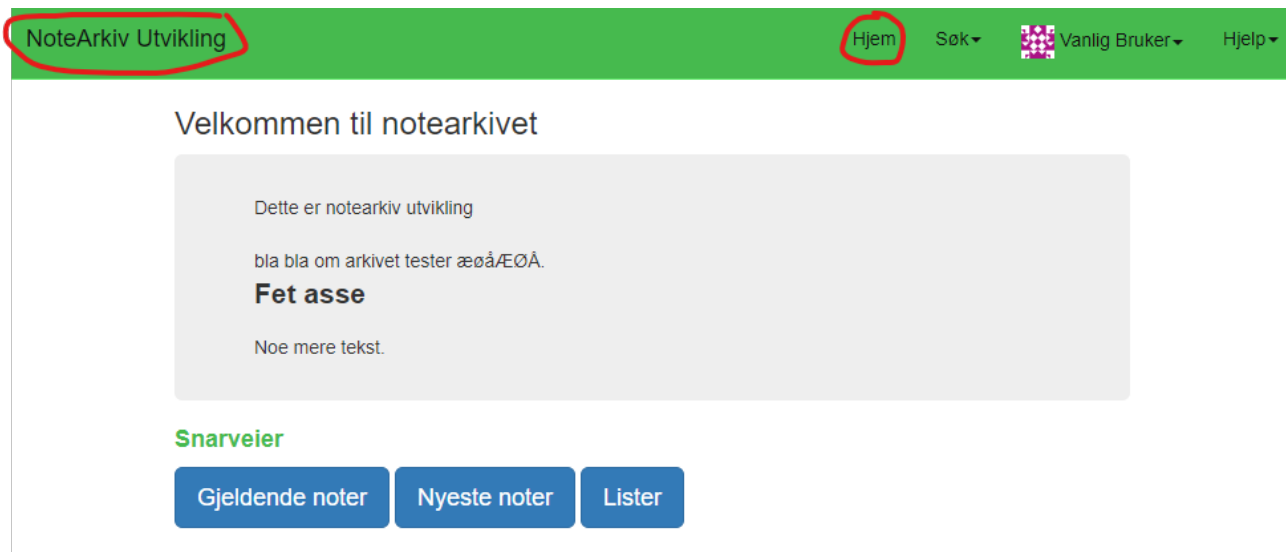 NoteArkiv Utvikling Hjem Søk Vanlig Bruker Hjelp
Velkommen til notearkivet
Dette er notearkiv utvikling
bla bla om arkivet tester æøåÆØÅ.
Fet asse
Noe mere tekst.
Snarveier
Gjeldende noter Nyeste noter Lister